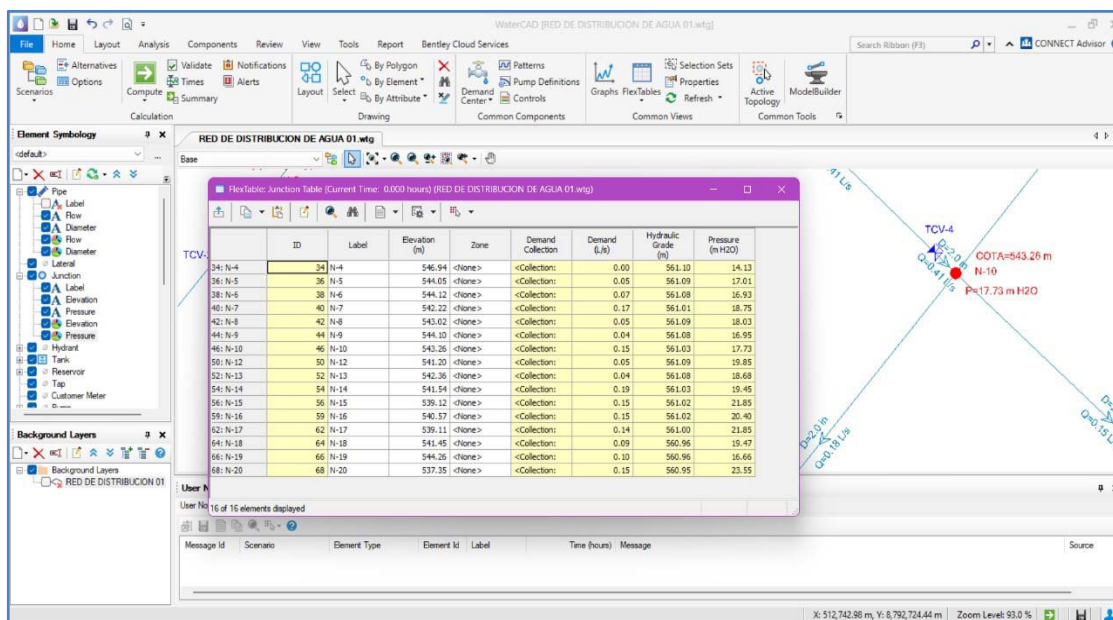 WaterCAD [RED DE DISTRIBUCION DE AGUA 01.wtg]
File Home Layout Analysis Components Review View Tools Report Bentley Cloud Services Search Ribbon (F3) CONNECT Advisor
Scenarios Alternatives Options
Compute Validate Notifications Times Alerts Summary
Calculation
Layout Select By Polygon By Element By Attribute
Drawing
Demand Center Patterns Pump Definitions Controls
Common Components
Graphs FlexTables Selection Sets Properties Refresh
Common Views
Active Topology ModelBuilder
Common Tools
Element Symbology
<default>
Pipe
Label
Flow
Diameter
Flow
Diameter
Lateral
Junction
Label
Elevation
Pressure
Elevation
Pressure
Hydrant
Tank
Reservoir
Tap
Customer Meter
Background Layers
Background Layers
RED DE DISTRIBUCION 01
RED DE DISTRIBUCION DE AGUA 01.wtg
Base
FlexTable: Junction Table (Current Time: 0.000 hours) (RED DE DISTRIBUCION DE AGUA 01.wtg)
ID Label Elevation (m) Zone Demand Collection Demand (L/s) Hydraulic Grade (m) Pressure (m H2O)
34: N-4 34 N-4 546.94 <None> <Collection: 0.00 561.10 14.13
36: N-5 36 N-5 544.05 <None> <Collection: 0.05 561.09 17.01
38: N-6 38 N-6 544.12 <None> <Collection: 0.07 561.08 16.93
40: N-7 40 N-7 542.22 <None> <Collection: 0.17 561.01 18.75
42: N-8 42 N-8 543.02 <None> <Collection: 0.05 561.09 18.03
44: N-9 44 N-9 544.10 <None> <Collection: 0.04 561.08 16.95
46: N-10 46 N-10 543.26 <None> <Collection: 0.15 561.03 17.73
50: N-12 50 N-12 541.20 <None> <Collection: 0.05 561.09 19.85
52: N-13 52 N-13 542.36 <None> <Collection: 0.04 561.08 18.68
54: N-14 54 N-14 541.54 <None> <Collection: 0.19 561.03 19.45
56: N-15 56 N-15 539.12 <None> <Collection: 0.15 561.02 21.85
59: N-16 59 N-16 540.57 <None> <Collection: 0.15 561.02 20.40
62: N-17 62 N-17 539.11 <None> <Collection: 0.14 561.00 21.85
64: N-18 64 N-18 541.45 <None> <Collection: 0.09 560.96 19.47
66: N-19 66 N-19 544.26 <None> <Collection: 0.10 560.96 16.66
68: N-20 68 N-20 537.35 <None> <Collection: 0.15 560.95 23.55
16 of 16 elements displayed
TCV-4
COTA=543.26 m
N-10
P=17.73 m H2O
D=2.0 in
Q=0.41 L/s
D=2.0 in
Q=0.18 L/s
Q=0.15 L/s
TCV-
User N
User No
Message Id Scenario Element Type Element Id Label Time (hours) Message Source
X: 512,742.98 m, Y: 8,792,724.44 m Zoom Level: 93.0 %